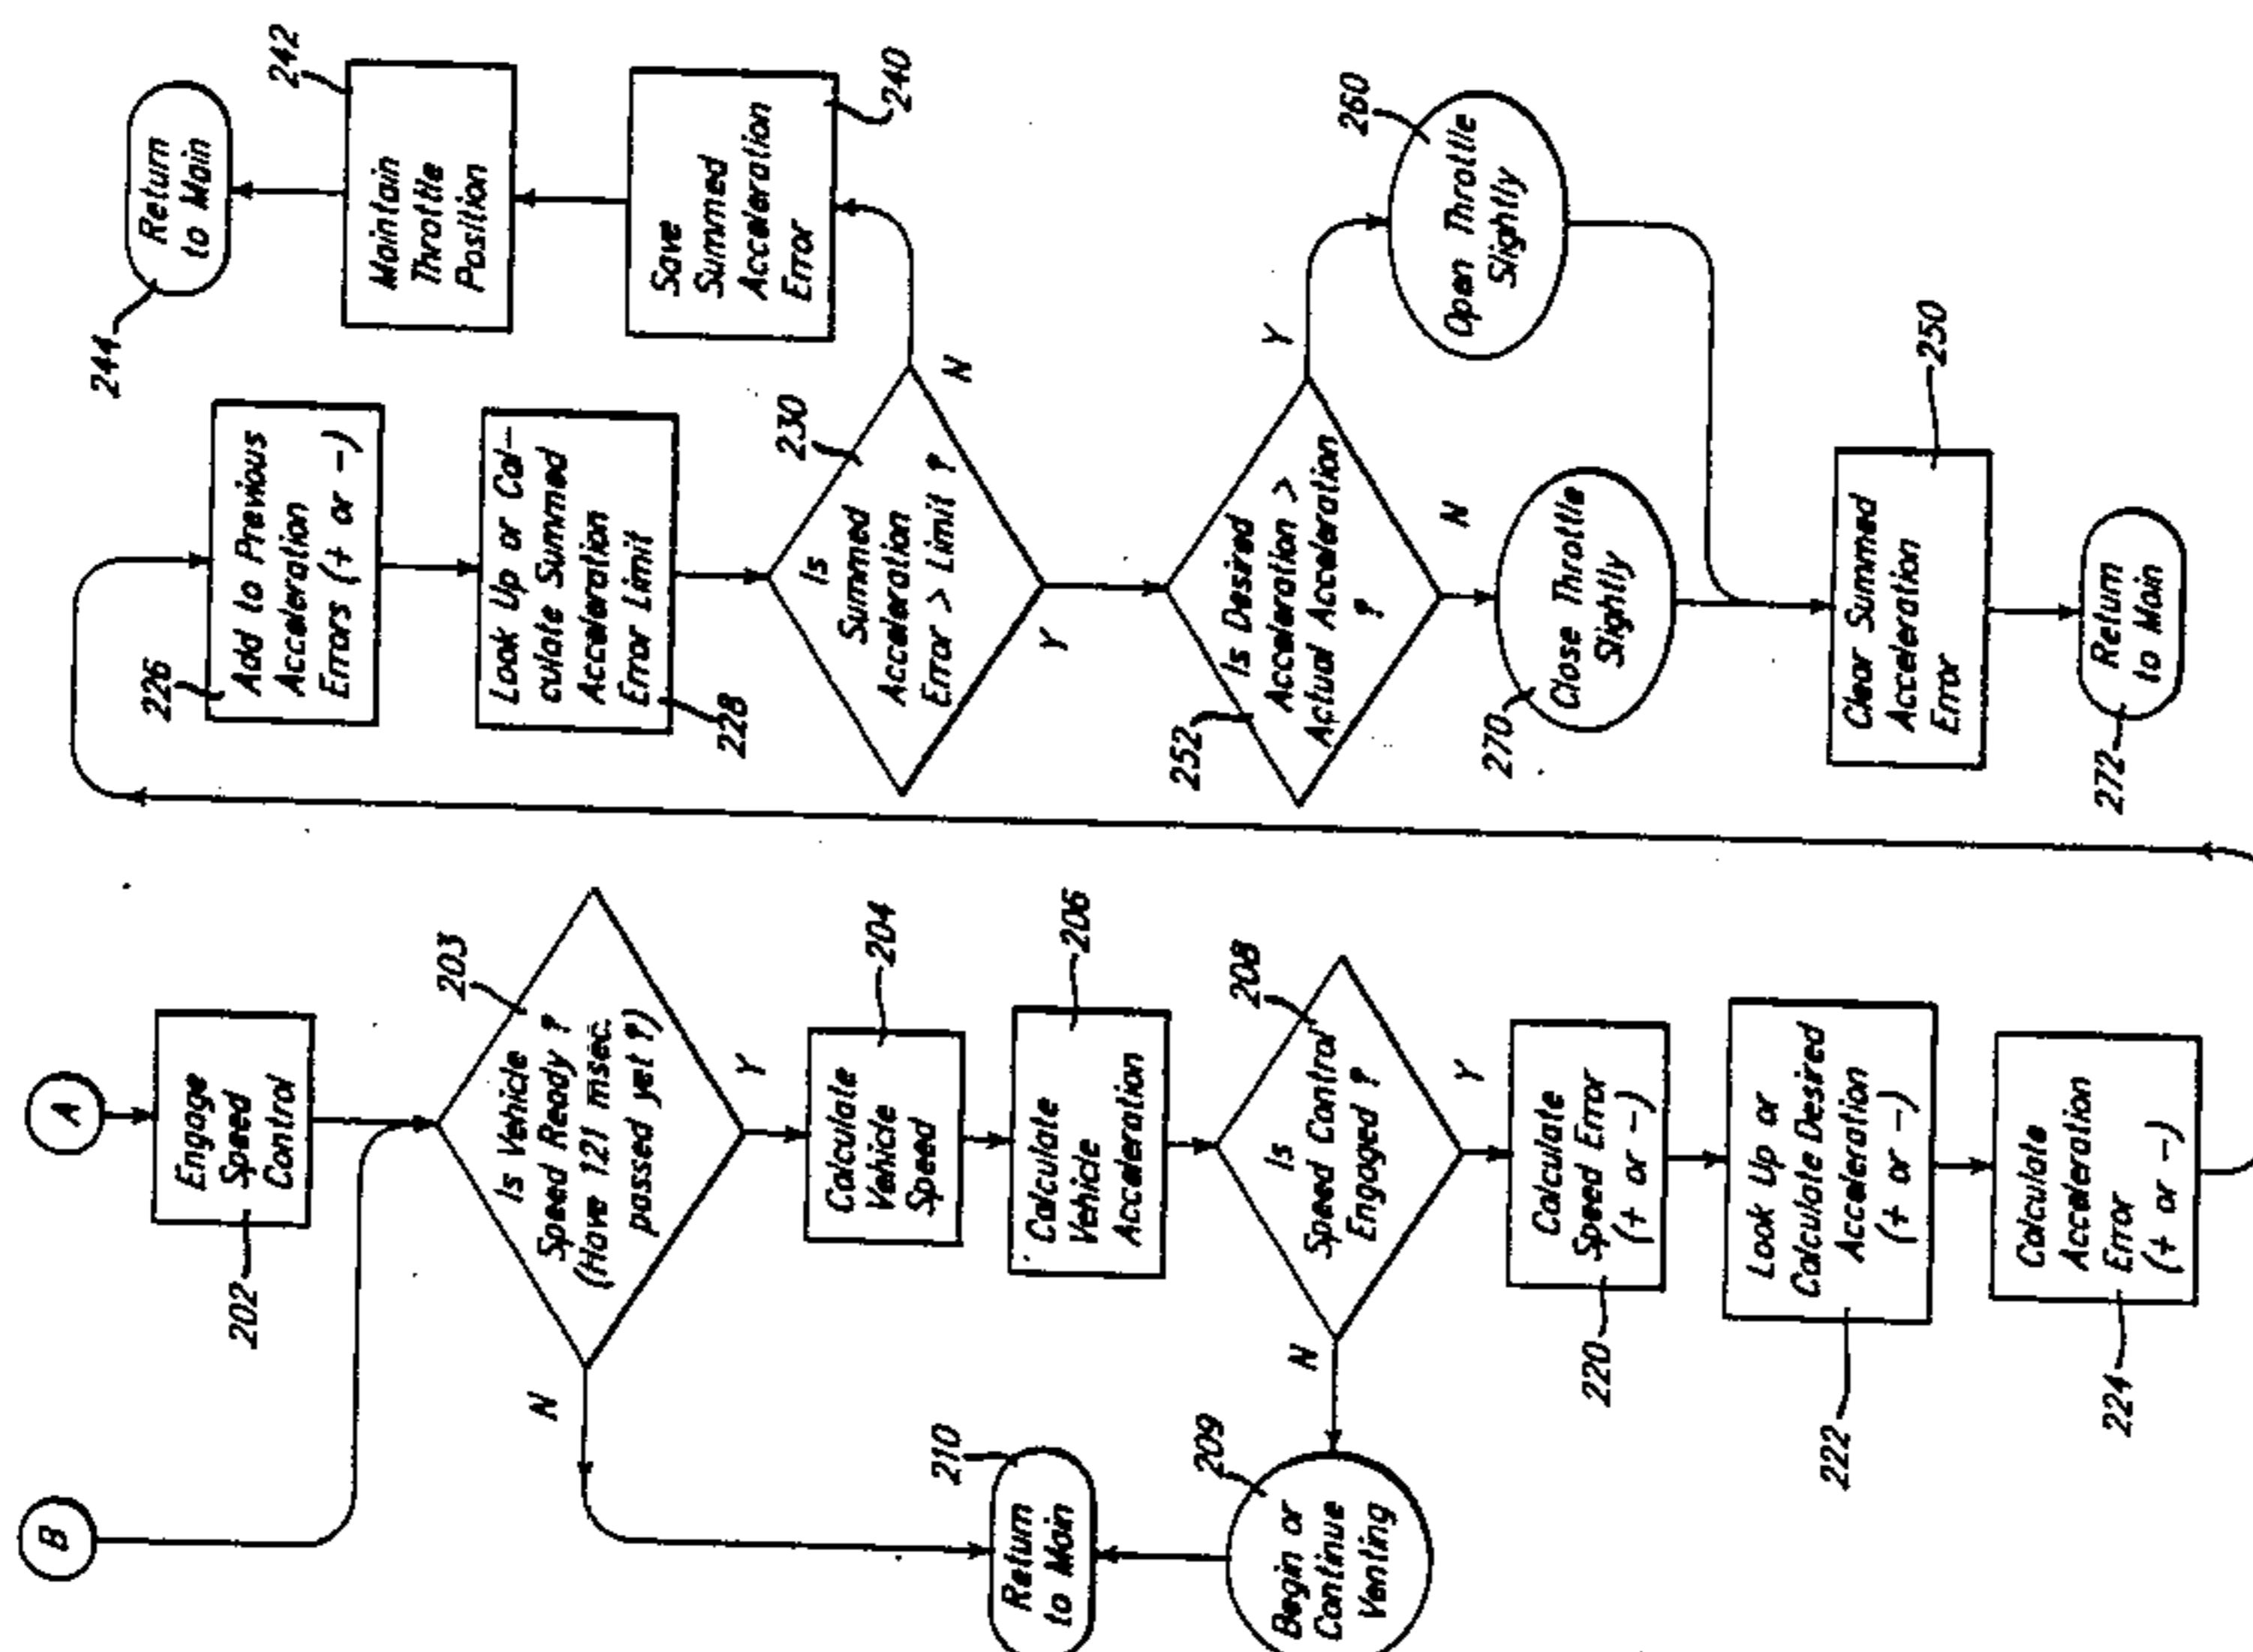 B
A
202
Engage
Speed
Control
203
Is Vehicle
Speed Ready ?
(Have 121 msec.
passed yet ?)
N
Y
204
Calculate
Vehicle
Speed
206
Calculate
Vehicle
Acceleration
208
Is
Speed Control
Engaged ?
N
Y
210
Return
to Main
209
Begin or
Continue
Venting
220
Calculate
Speed Error
(+ or -)
222
Look Up or
Calculate Desired
Acceleration
(+ or -)
224
Calculate
Acceleration
Error
(+ or -)
226
Add to Previous
Acceleration
Errors (+ or -)
228
Look Up or Cal-
culate Summed
Acceleration
Error Limit
230
Is
Summed
Acceleration
Error > Limit ?
N
Y
240
Save
Summed
Acceleration
Error
242
Maintain
Throttle
Position
244
Return
to Main
252
Is Desired
Acceleration >
Actual Acceleration
?
Y
N
260
Open Throttle
Slightly
270
Close Throttle
Slightly
250
Clear Summed
Acceleration
Error
272
Return
to Main